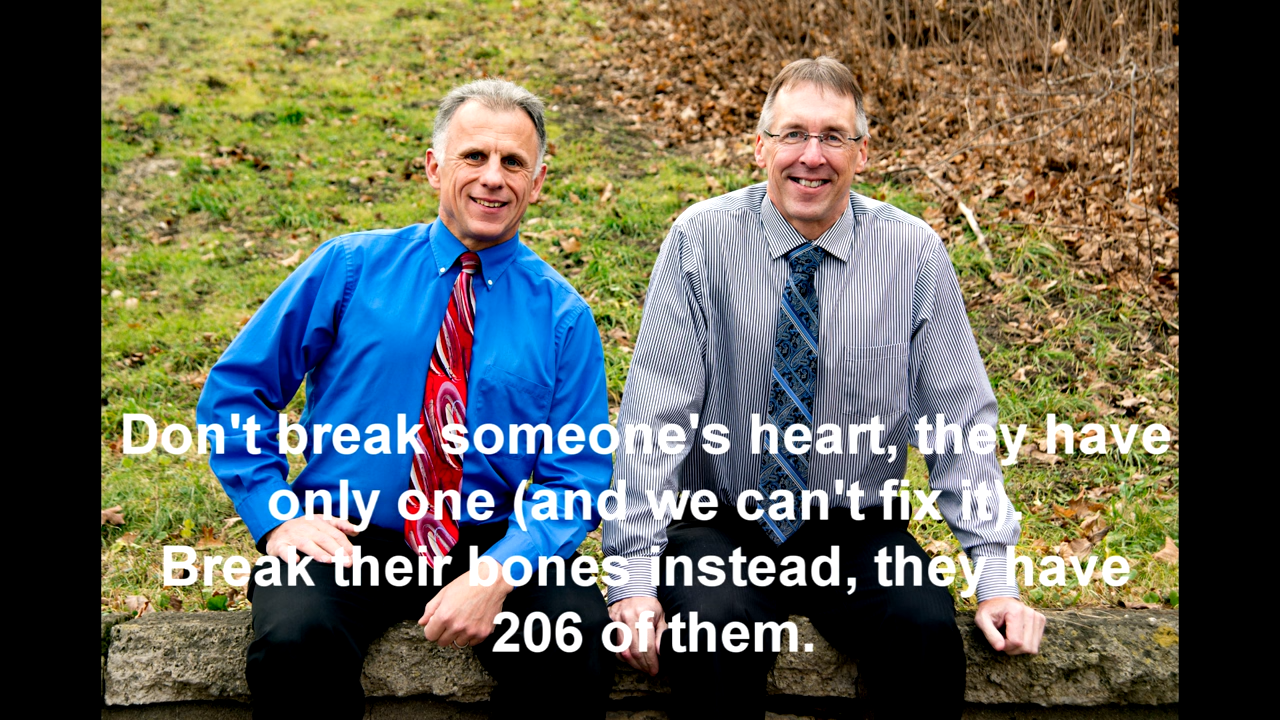 Don't break someone's heart, they have
only one (and we can't fix it).
Break their bones instead, they have
206 of them.